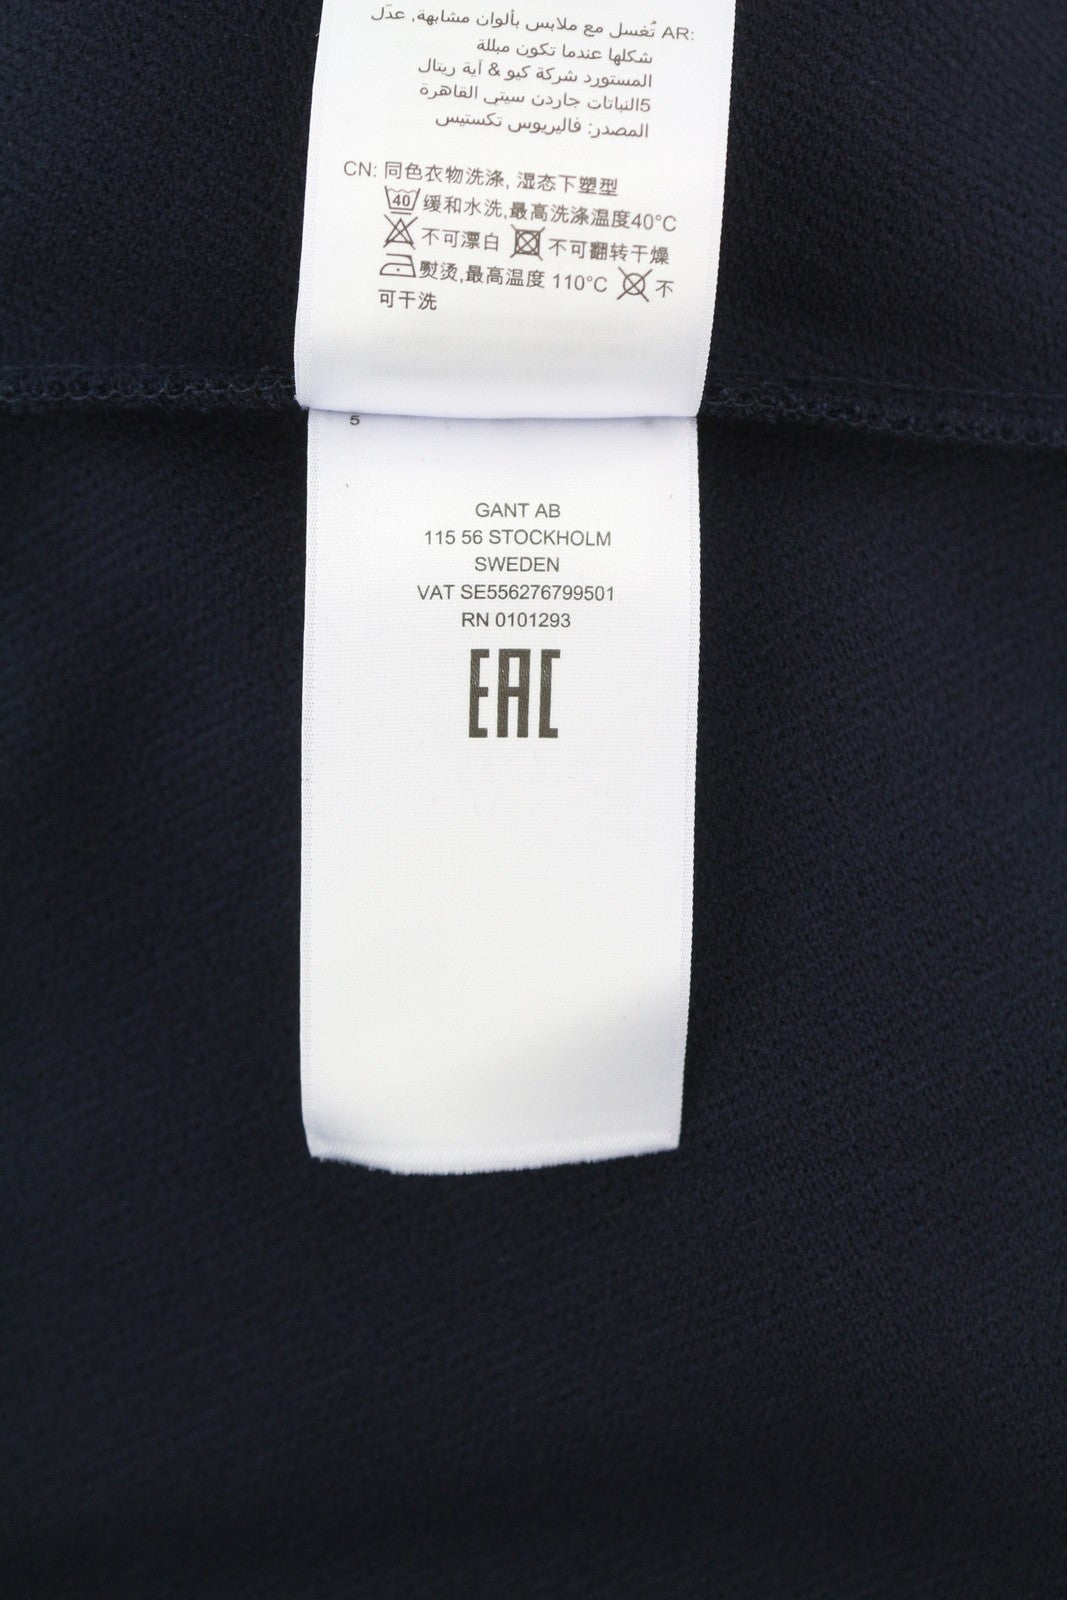 AR: تُغسل مع ملابس بألوان مشابهة, عدّل
شكلها عندما تكون مبللة
المستورد شركة كيو & آية ريتال
5النباتات جاردن سيتي القاهرة
المصدر: فاليريوس تكستيس
CN: 同色衣物洗涤, 湿态下塑型
40 缓和水洗,最高洗涤温度40°C
不可漂白 不可翻转干燥
熨烫,最高温度 110°C 不
可干洗
5
GANT AB
115 56 STOCKHOLM
SWEDEN
VAT SE556276799501
RN 0101293
EAC